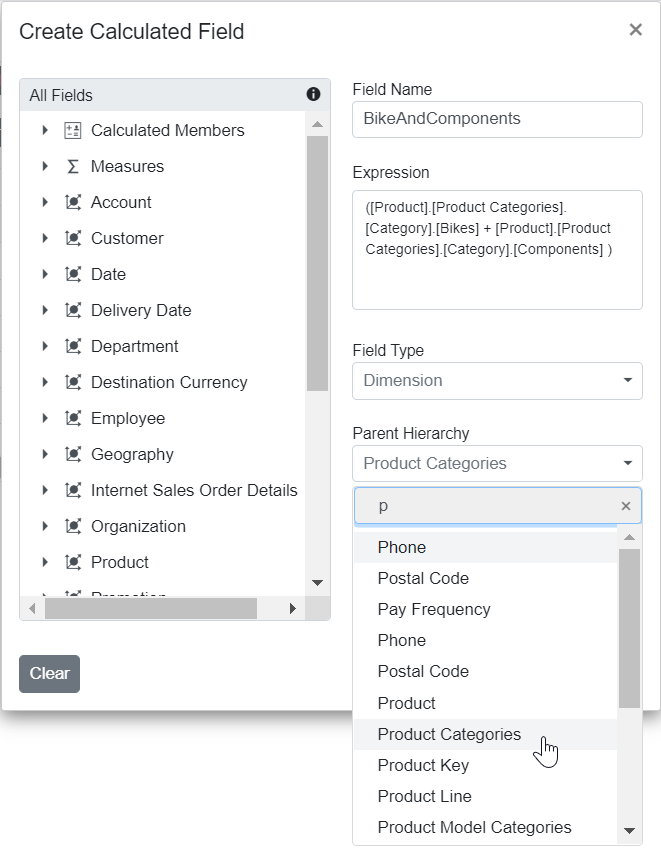 Create Calculated Field
×
All Fields
Calculated Members
Σ Measures
Account
Customer
Date
Delivery Date
Department
Destination Currency
Employee
Geography
Internet Sales Order Details
Organization
Product
Promotion
Clear
Field Name
BikeAndComponents
Expression
([Product].[Product Categories].
[Category].[Bikes] + [Product].[Product
Categories].[Category].[Components] )
Field Type
Dimension
Parent Hierarchy
Product Categories
p ×
Phone
Postal Code
Pay Frequency
Phone
Postal Code
Product
Product Categories
Product Key
Product Line
Product Model Categories